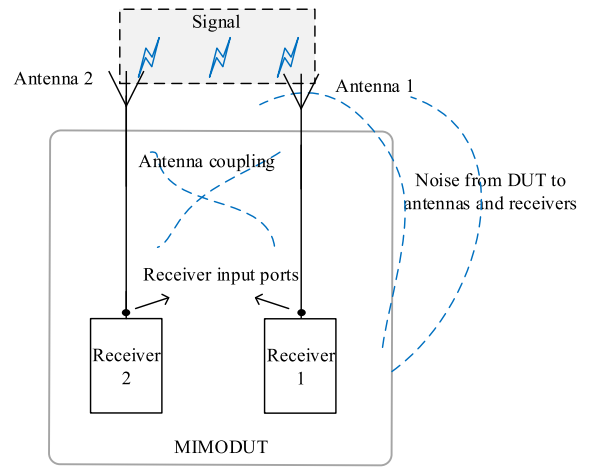 Signal
Antenna 2
Antenna 1
Antenna coupling
Noise from DUT to
antennas and receivers
Receiver input ports
Receiver
2
Receiver
1
MIMODUT